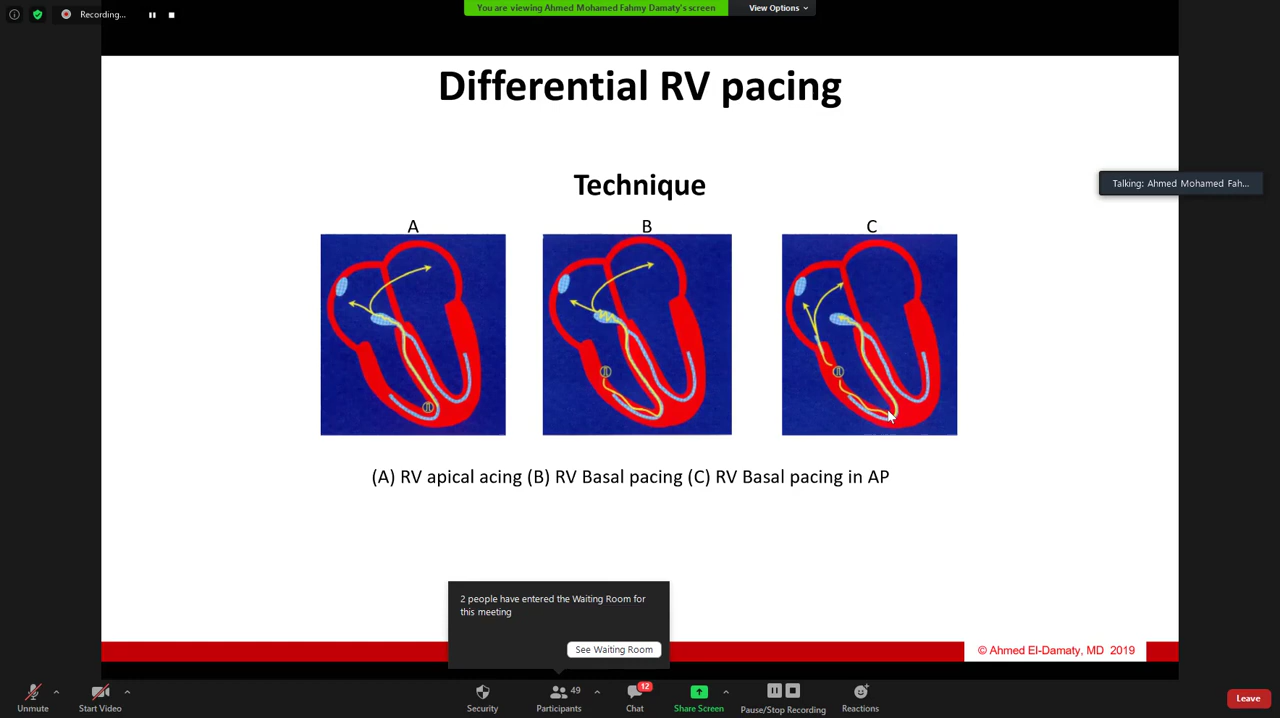 Recording...
You are viewing Ahmed Mohamed Fahmy Damaty's screen
View Options
Differential RV pacing
Talking: Ahmed Mohamed Fah...
Technique
A
B
C
(A) RV apical acing (B) RV Basal pacing (C) RV Basal pacing in AP
2 people have entered the Waiting Room for
this meeting
See Waiting Room
© Ahmed El-Damaty, MD 2019
Unmute
Start Video
Security
49
Participants
12
Chat
Share Screen
Pause/Stop Recording
Reactions
Leave